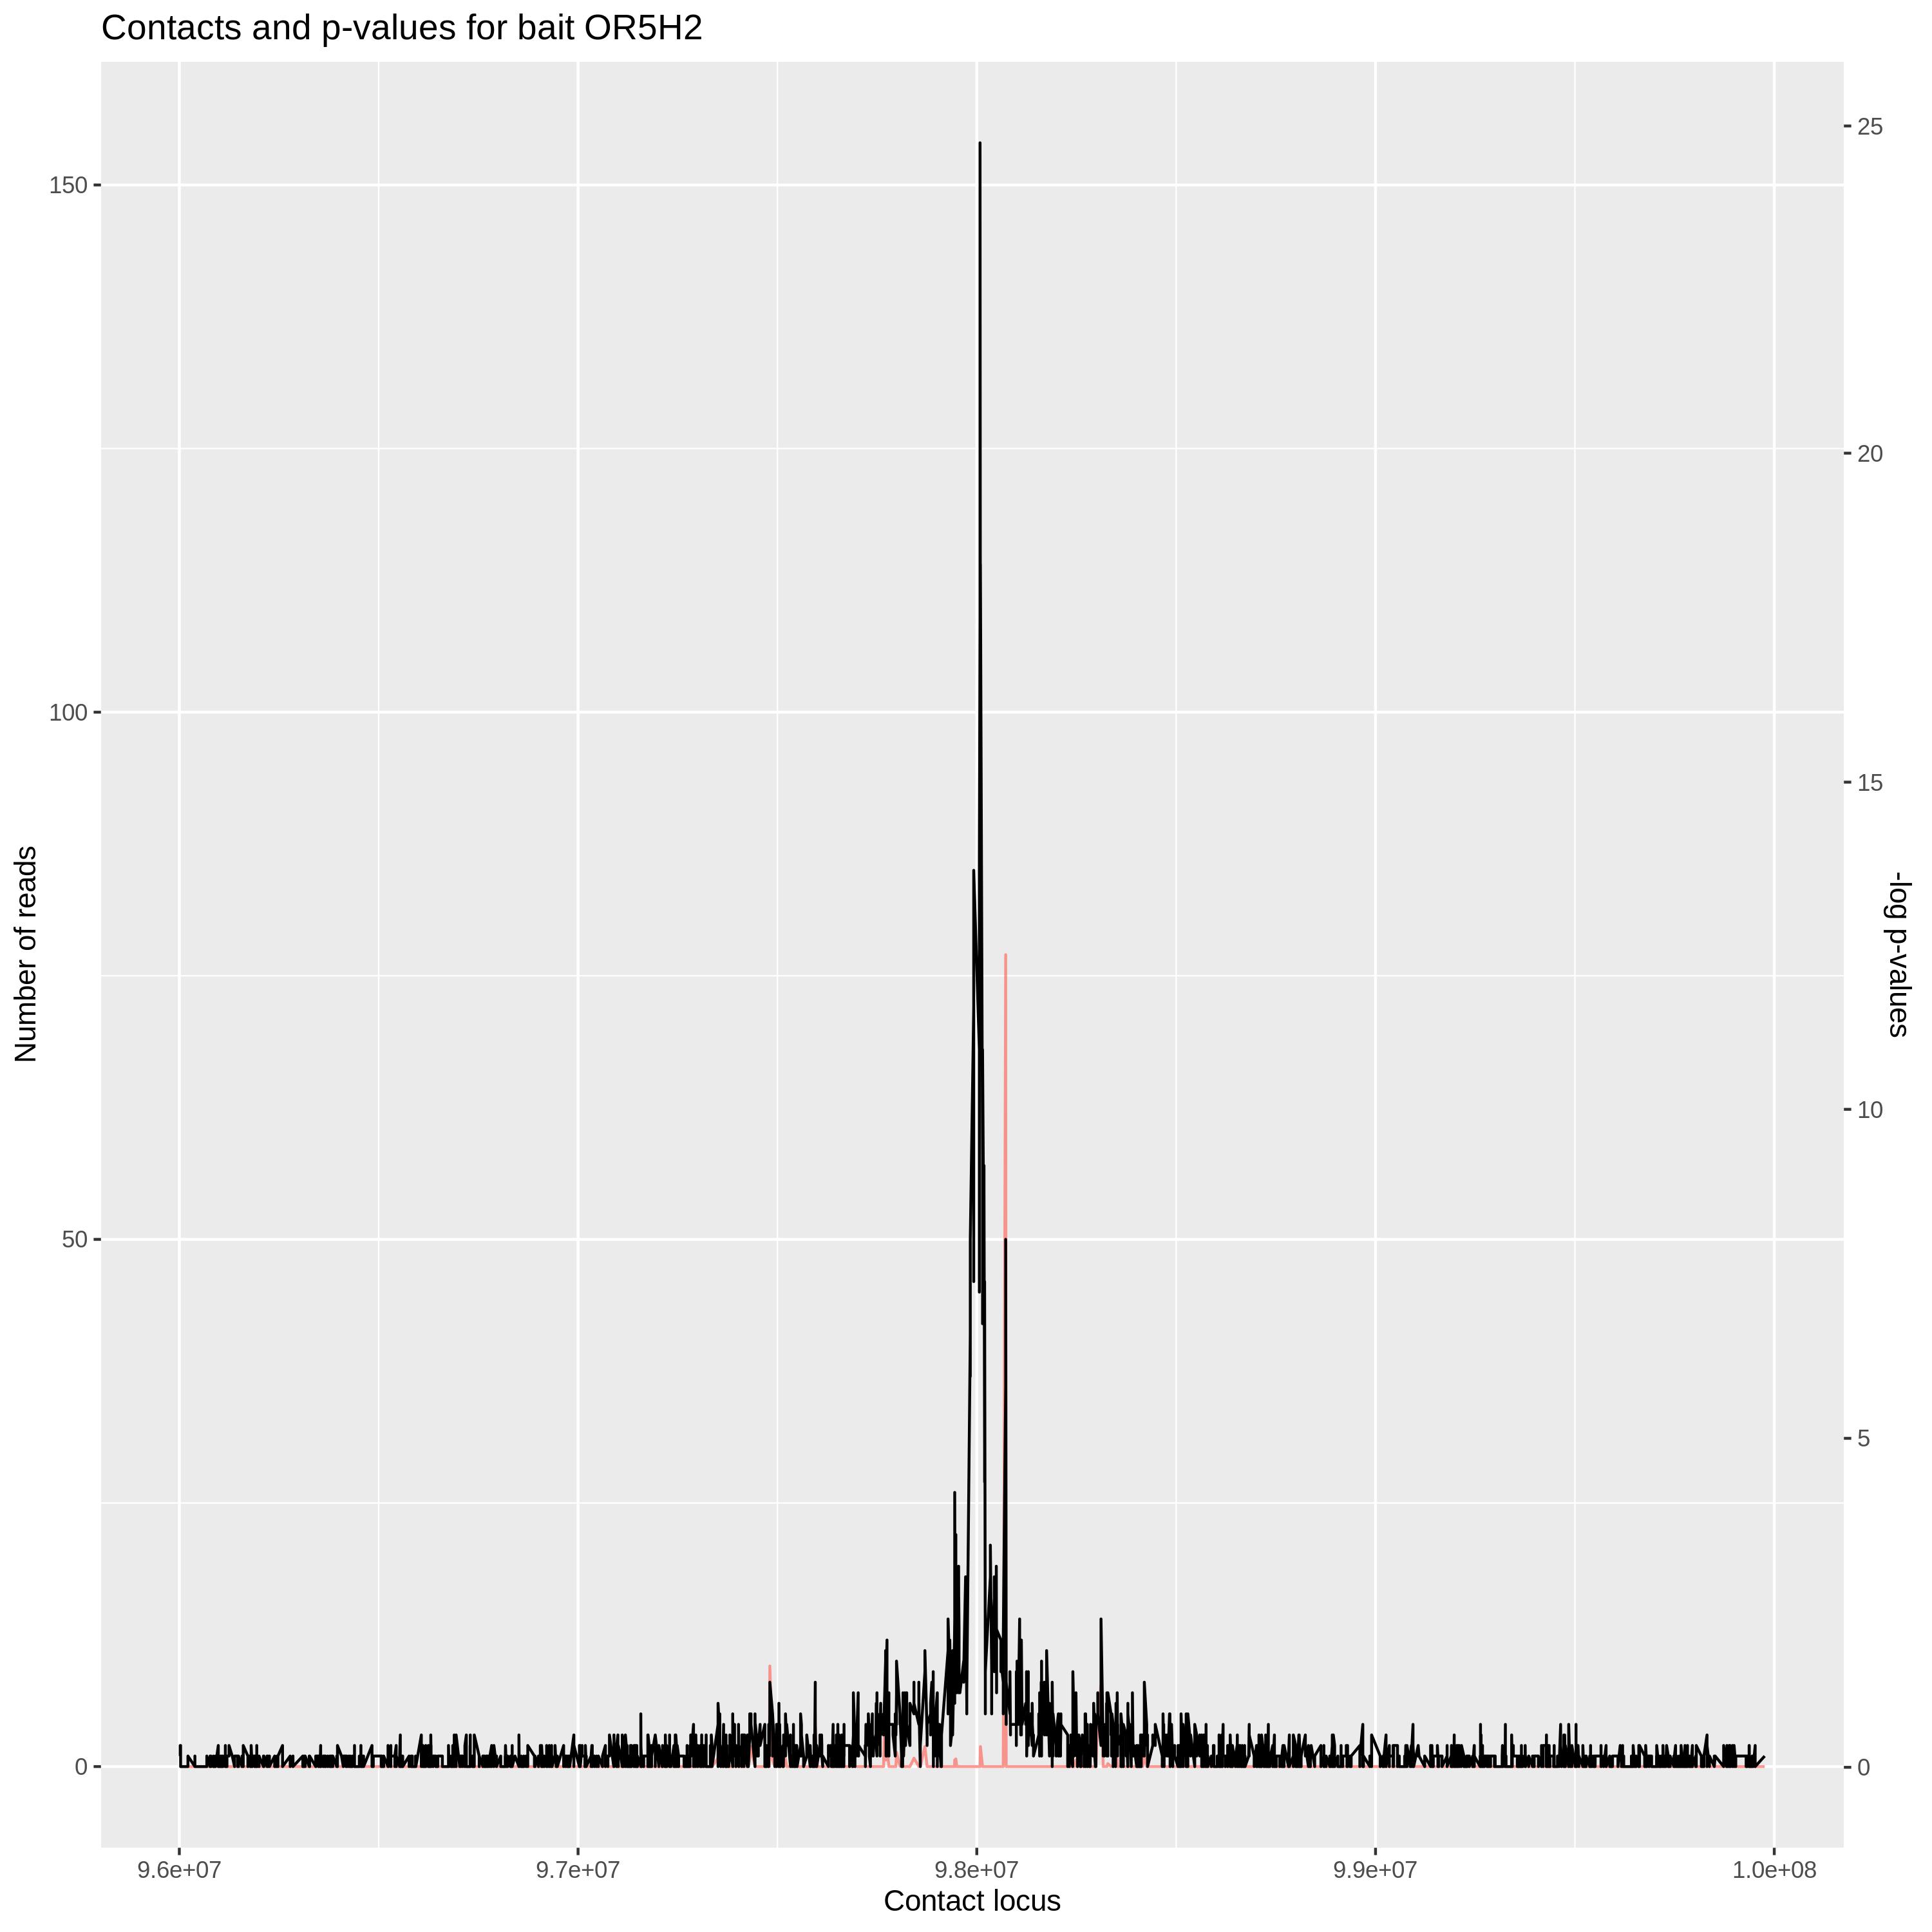 Contacts and p-values for bait OR5H2
150
100
50
0
Number of reads
25
20
15
10
5
0
-log p-values
9.6e+07
9.7e+07
9.8e+07
9.9e+07
1.0e+08
Contact locus